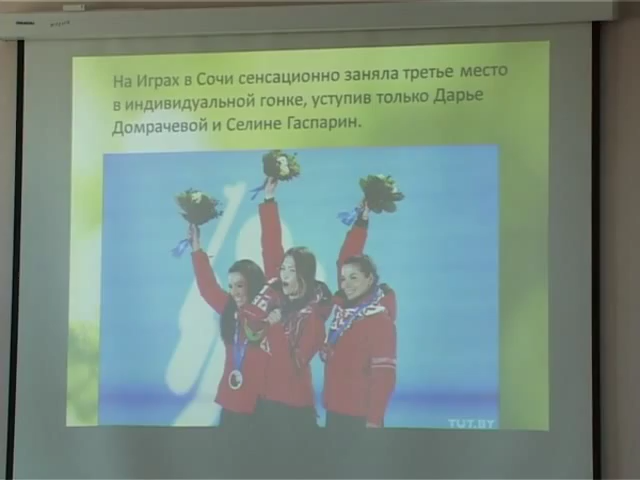 На Играх в Сочи сенсационно заняла третье место
в индивидуальной гонке, уступив только Дарье
Домрачевой и Селине Гаспарин.
TUT.BY